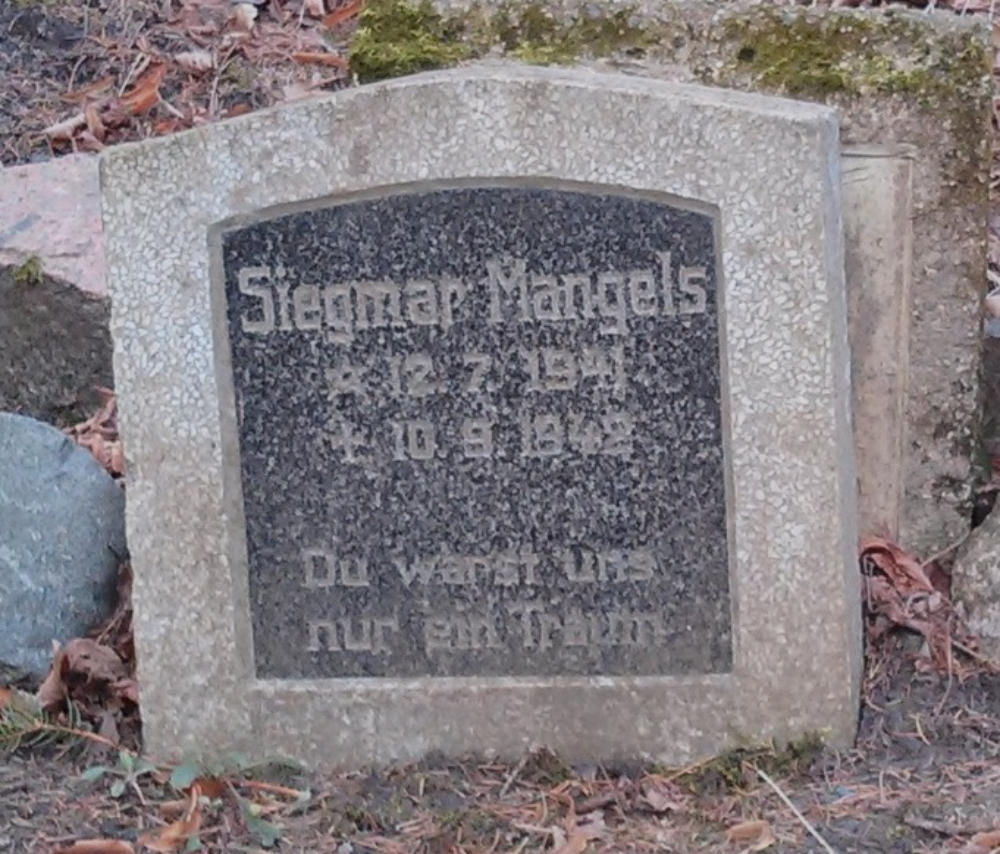 Siegmar Mangels
* 12. 7. 1941
† 10. 9. 1942
Du warst uns
nur ein Traum